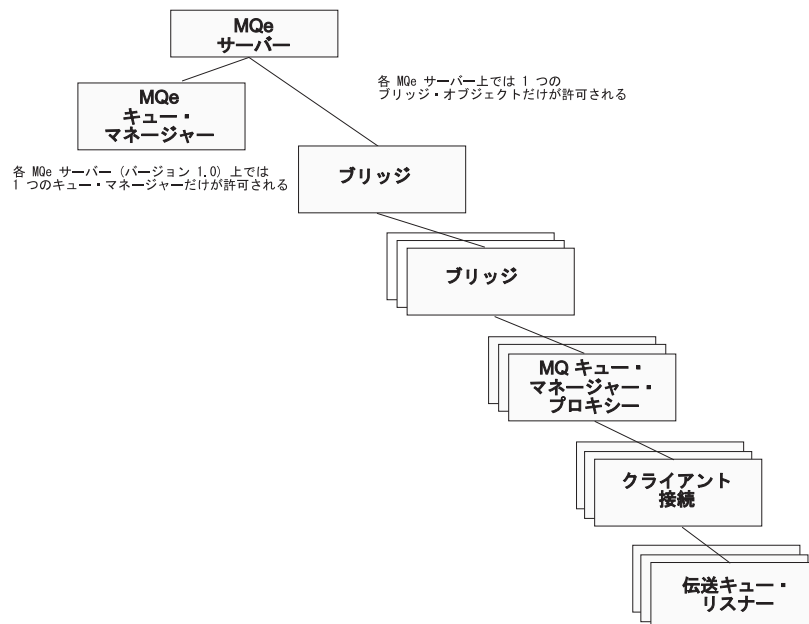 MQe
サーバー
各 MQe サーバー上では 1 つの
ブリッジ・オブジェクトだけが許可される
MQe
キュー・
マネージャー
各 MQe サーバー (バージョン 1.0) 上では
1 つのキュー・マネージャーだけが許可される
ブリッジ
ブリッジ
MQ キュー・
マネージャー・
プロキシー
クライアント
接続
伝送キュー・
リスナー